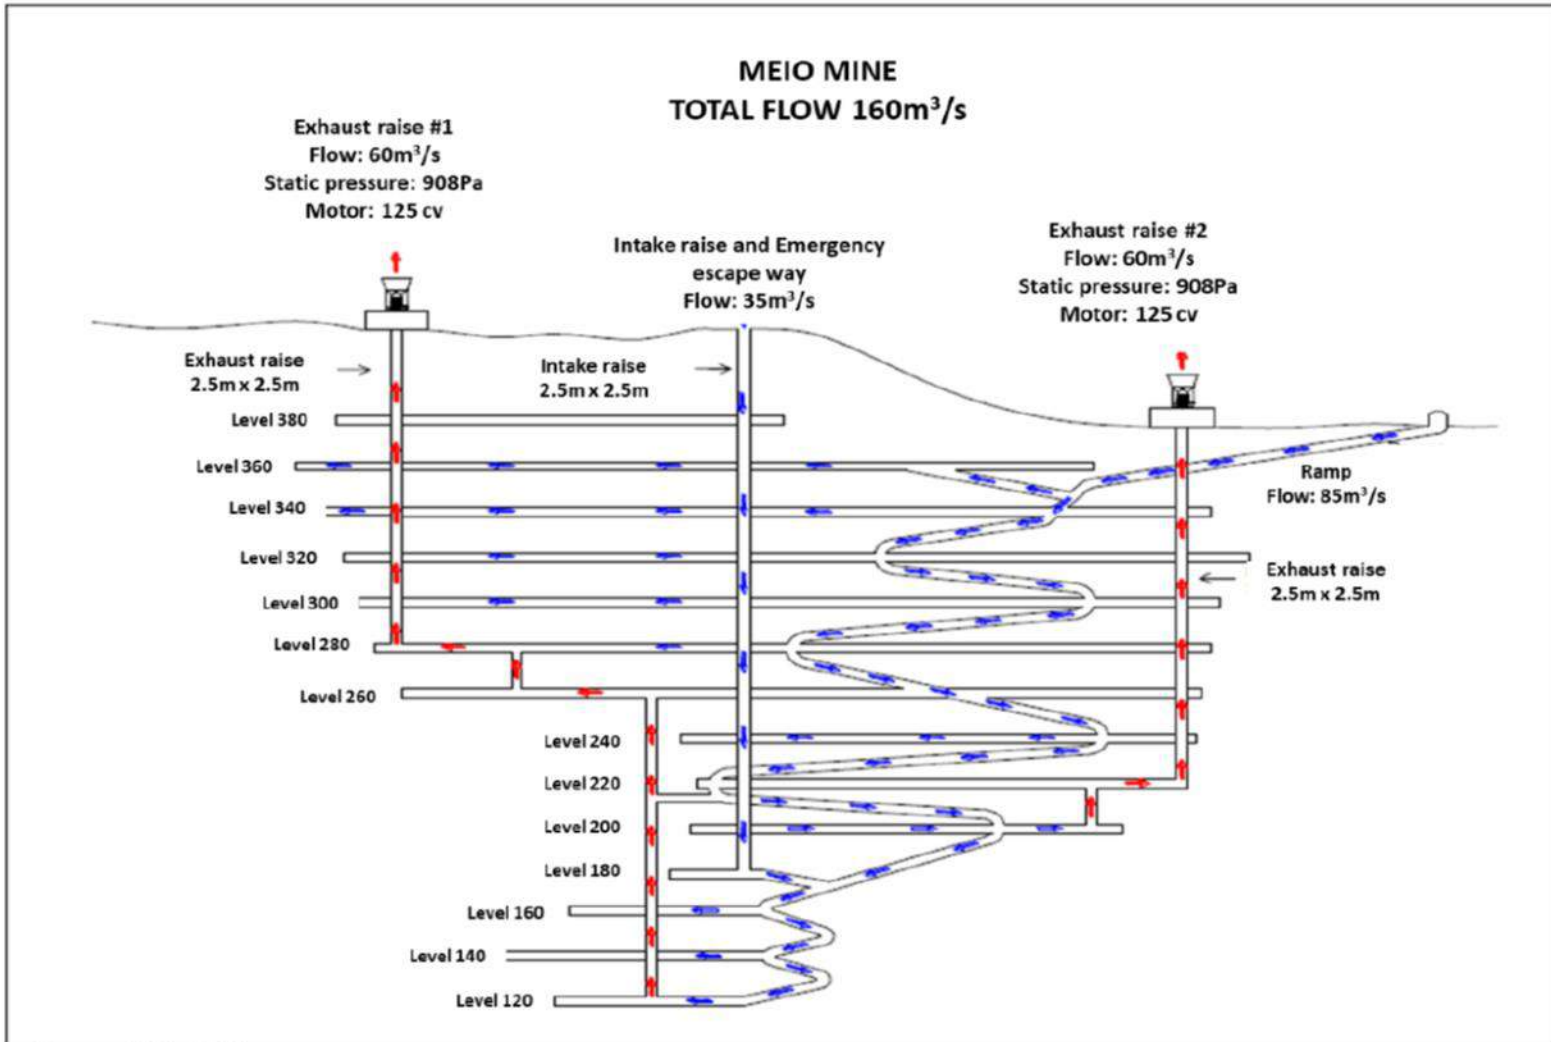 MEIO MINE
TOTAL FLOW 160m³/s
Exhaust raise #1
Flow: 60m³/s
Static pressure: 908Pa
Motor: 125 cv
Intake raise and Emergency
escape way
Flow: 35m³/s
Exhaust raise #2
Flow: 60m³/s
Static pressure: 908Pa
Motor: 125 cv
Exhaust raise
2.5m x 2.5m
Intake raise
2.5m x 2.5m
Level 380
Level 360
Ramp
Flow: 85m³/s
Level 340
Level 320
Exhaust raise
2.5m x 2.5m
Level 300
Level 280
Level 260
Level 240
Level 220
Level 200
Level 180
Level 160
Level 140
Level 120